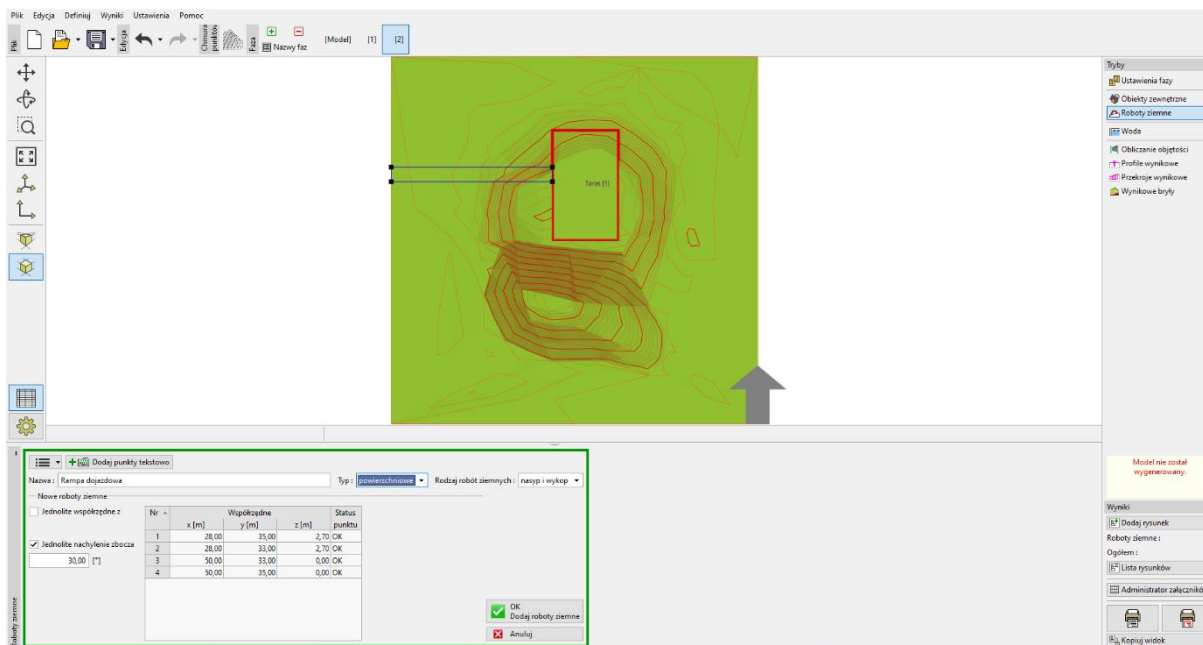 Plik Edycja Definiuj Wyniki Ustawienia Pomoc
Plik
Edycja
Chmura punktów
Faza
Nazwy faz
[Model] [1] [2]
Taras [1]
Tryby
Ustawienia fazy
Obiekty zewnętrzne
Roboty ziemne
Woda
Obliczanie objętości
Profile wynikowe
Przekroje wynikowe
Wynikowe bryły
Model nie został
wygenerowany.
Wyniki
Dodaj rysunek
Roboty ziemne :
Ogółem :
Lista rysunków
Administrator załącznikó
Kopiuj widok
Roboty ziemne
Dodaj punkty tekstowo
Nazwa : Rampa dojazdowa Typ : powierzchniowe Rodzaj robót ziemnych : nasyp i wykop
Nowe roboty ziemne
Jednolite współrzędne z
Jednolite nachylenie zbocza
30,00 [°]
Nr Współrzędne Status
x [m] y [m] z [m] punktu
1 28,00 35,00 2,70 OK
2 28,00 33,00 2,70 OK
3 50,00 33,00 0,00 OK
4 50,00 35,00 0,00 OK
OK
Dodaj roboty ziemne
Anuluj